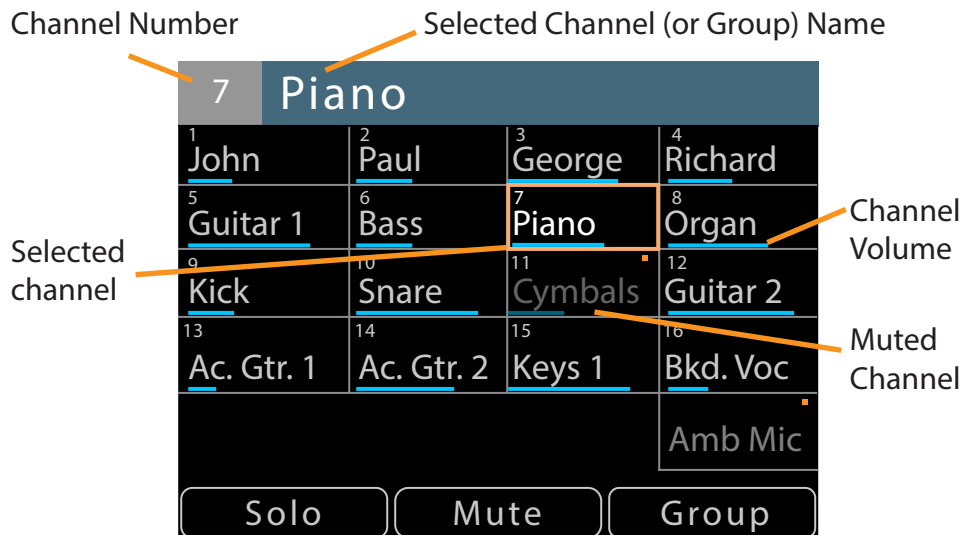 Channel Number
Selected Channel (or Group) Name
7 Piano
1 2 3 4
John Paul George Richard
5 6 7 8
Guitar 1 Bass Piano Organ
Channel
Volume
Selected
channel
9 10 11 12
Kick Snare Cymbals Guitar 2
13 14 15 16
Ac. Gtr. 1 Ac. Gtr. 2 Keys 1 Bkd. Voc
Muted
Channel
Amb Mic
Solo Mute Group